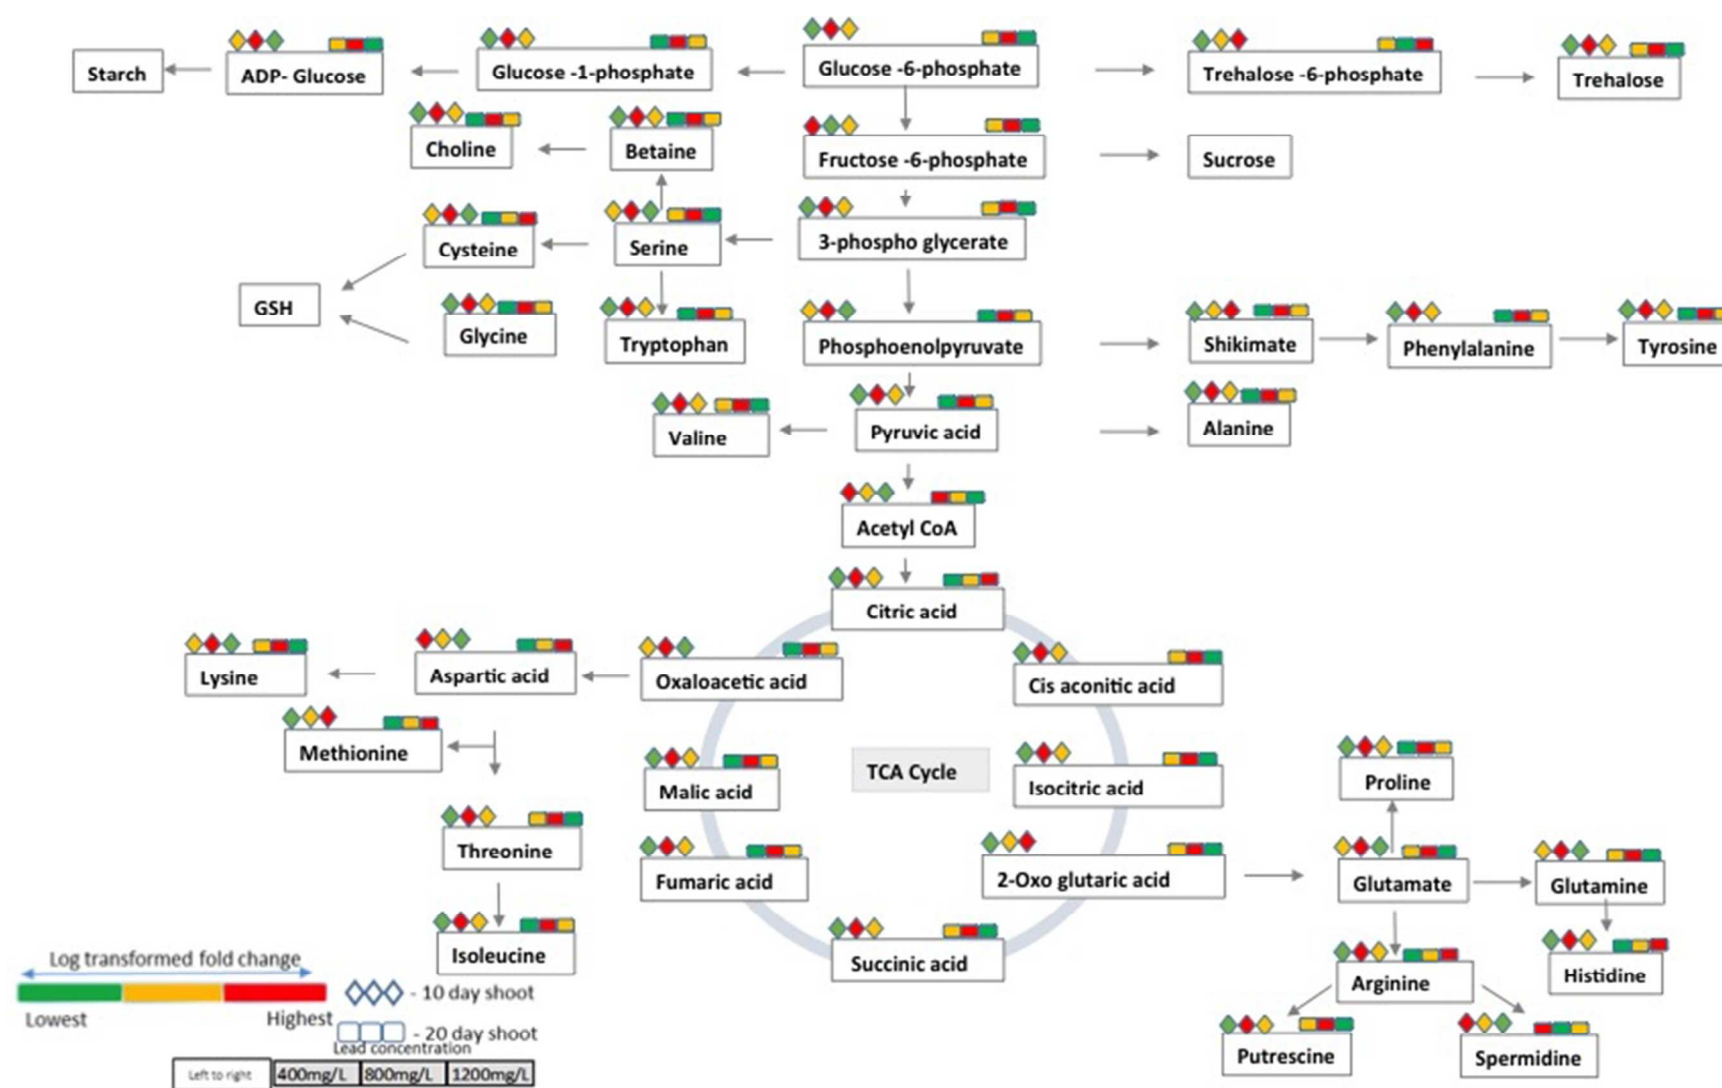 Starch
ADP- Glucose
Glucose -1-phosphate
Glucose -6-phosphate
Trehalose -6-phosphate
Trehalose
Choline
Betaine
Fructose -6-phosphate
Sucrose
Cysteine
Serine
3-phospho glycerate
GSH
Glycine
Tryptophan
Phosphoenolpyruvate
Shikimate
Phenylalanine
Tyrosine
Valine
Pyruvic acid
Alanine
Acetyl CoA
Citric acid
Lysine
Aspartic acid
Oxaloacetic acid
Cis aconitic acid
Methionine
Malic acid
TCA Cycle
Isocitric acid
Proline
Threonine
Fumaric acid
2-Oxo glutaric acid
Glutamate
Glutamine
Isoleucine
Succinic acid
Arginine
Histidine
Putrescine
Spermidine
Log transformed fold change
Lowest
Highest
- 10 day shoot
- 20 day shoot
Lead concentration
Left to right 400mg/L 800mg/L 1200mg/L